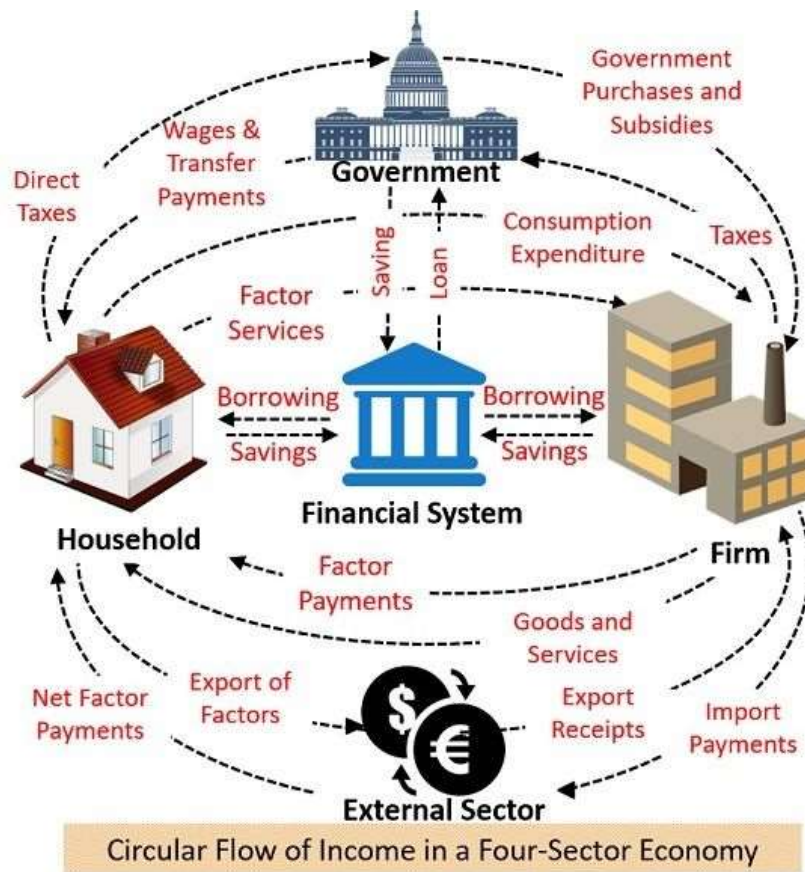 Government
Purchases and
Subsidies
Wages &
Transfer
Payments
Government
Direct
Taxes
Saving
Loan
Consumption
Expenditure
Taxes
Factor
Services
Borrowing
Savings
Borrowing
Savings
Financial System
Household
Firm
Factor
Payments
Goods and
Services
Net Factor
Payments
Export of
Factors
$
€
Export
Receipts
Import
Payments
External Sector
Circular Flow of Income in a Four-Sector Economy